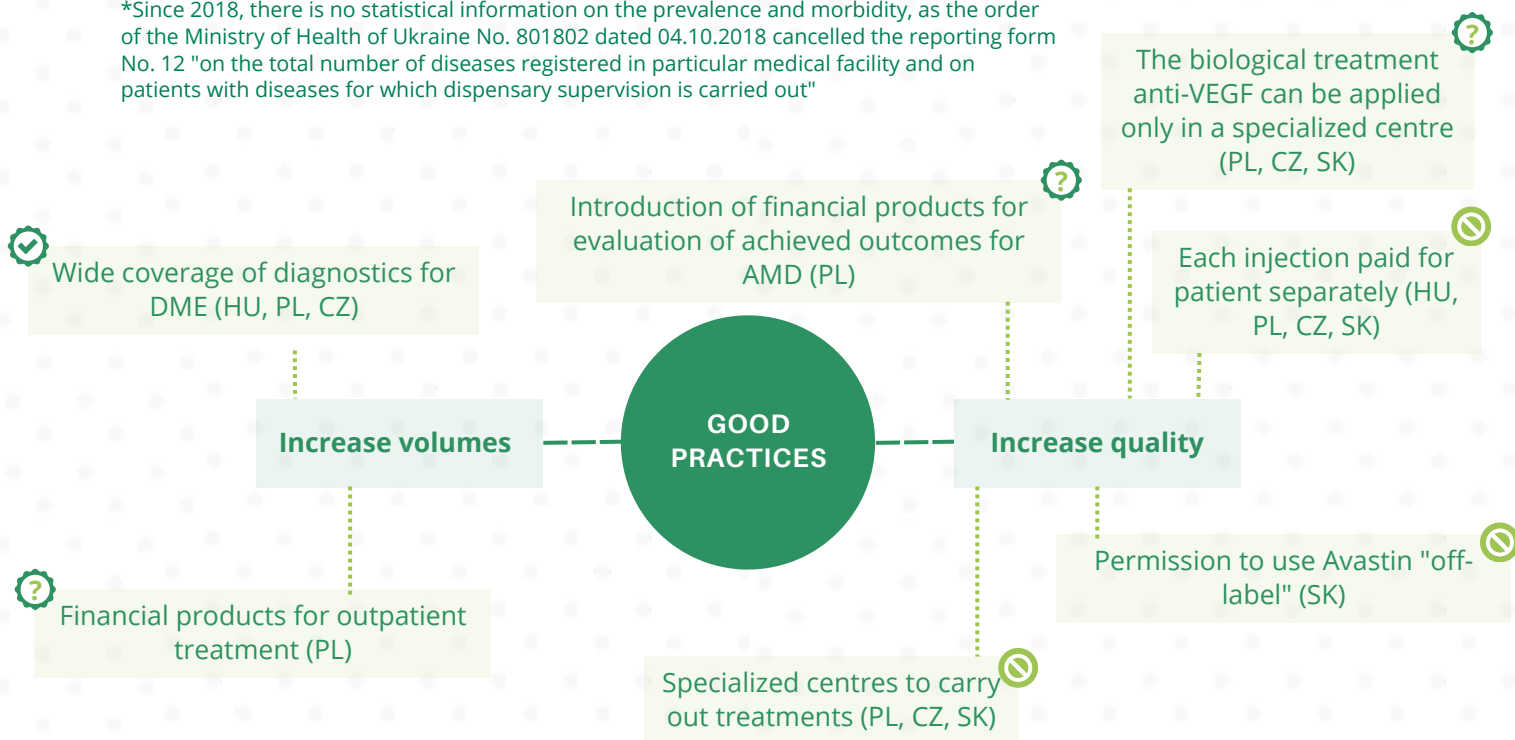 *Since 2018, there is no statistical information on the prevalence and morbidity, as the order
of the Ministry of Health of Ukraine No. 801802 dated 04.10.2018 cancelled the reporting form
No. 12 "on the total number of diseases registered in particular medical facility and on
patients with diseases for which dispensary supervision is carried out"
?
The biological treatment
anti-VEGF can be applied
only in a specialized centre
(PL, CZ, SK)
?
Introduction of financial products for
evaluation of achieved outcomes for
AMD (PL)
Each injection paid for
patient separately (HU,
PL, CZ, SK)
Wide coverage of diagnostics for
DME (HU, PL, CZ)
Increase volumes
GOOD
PRACTICES
Increase quality
Permission to use Avastin "off-
label" (SK)
?
Financial products for outpatient
treatment (PL)
Specialized centres to carry
out treatments (PL, CZ, SK)